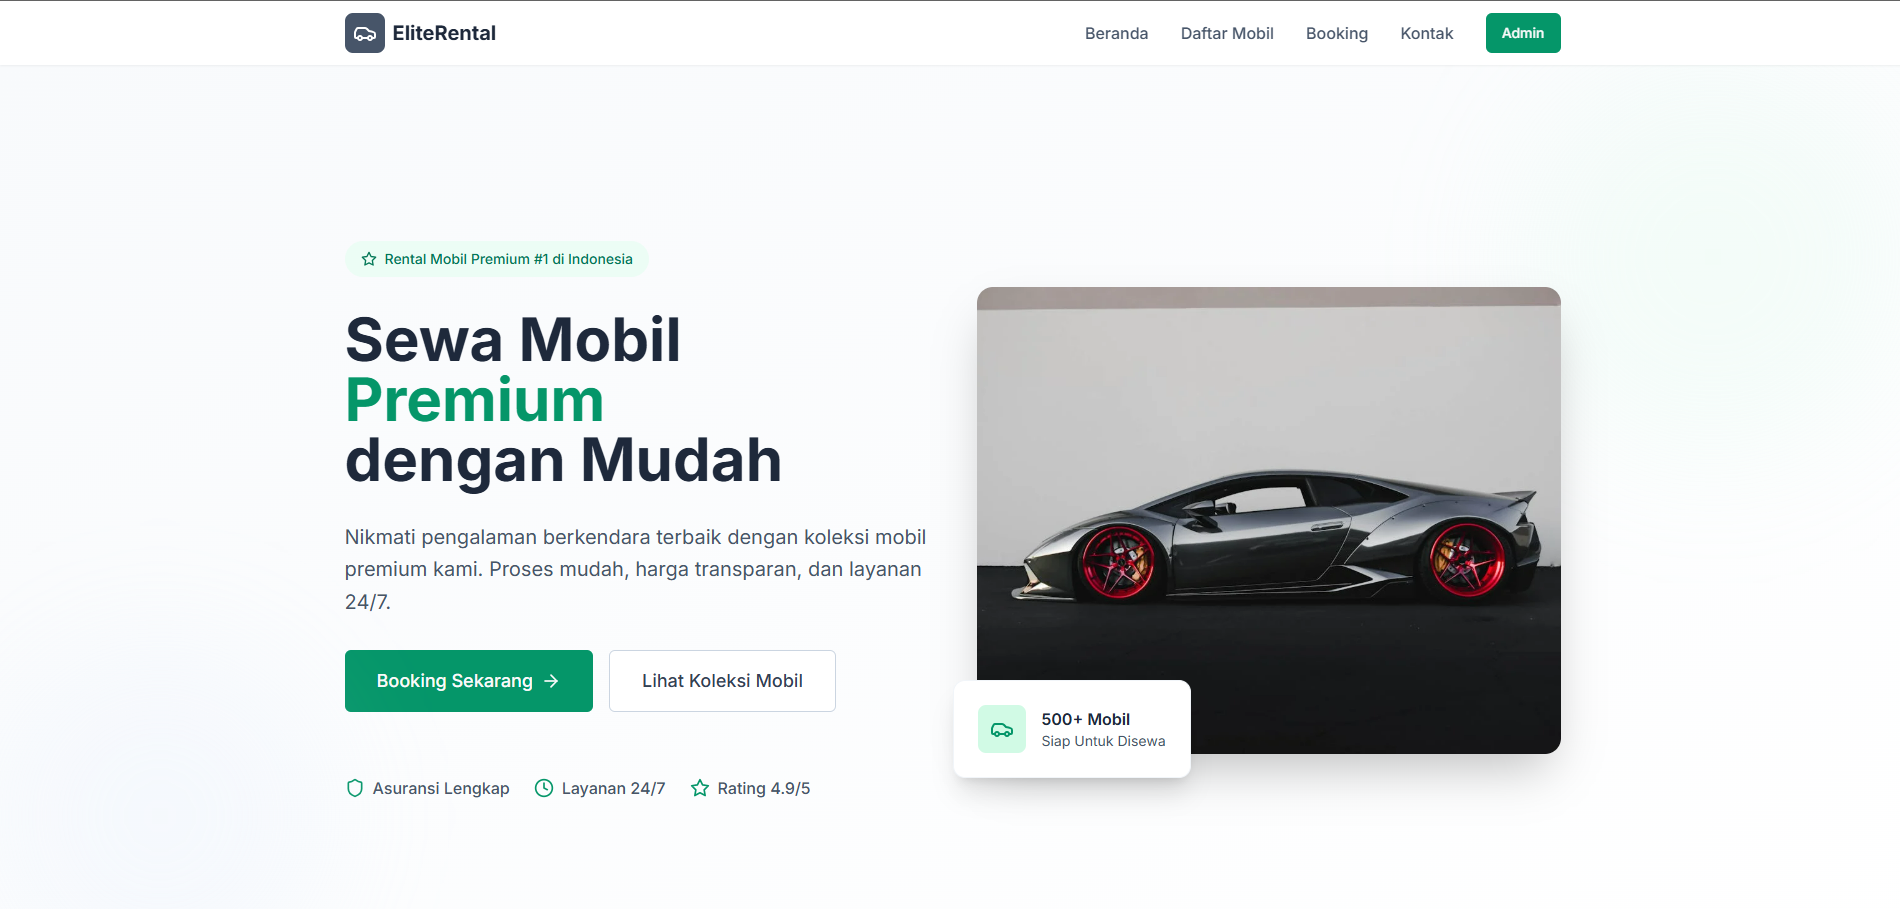 EliteRental
Beranda
Daftar Mobil
Booking
Kontak
Admin
Rental Mobil Premium #1 di Indonesia
Sewa Mobil
Premium
dengan Mudah
Nikmati pengalaman berkendara terbaik dengan koleksi mobil
premium kami. Proses mudah, harga transparan, dan layanan
24/7.
Booking Sekarang
Lihat Koleksi Mobil
Asuransi Lengkap
Layanan 24/7
Rating 4.9/5
500+ Mobil
Siap Untuk Disewa